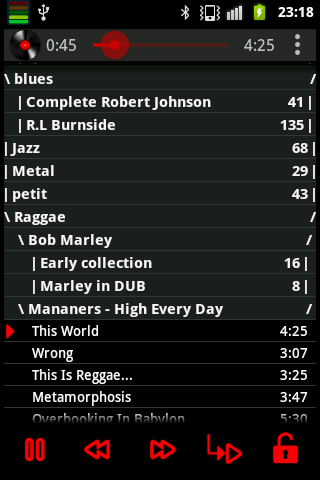 23:18
0:45 4:25
\ blues /
| Complete Robert Johnson 41 |
| R.L Burnside 135 |
| Jazz 68 |
| Metal 29 |
| petit 43 |
\ Raggae /
\ Bob Marley /
| Early collection 16 |
| Marley in DUB 8 |
\ Mananers - High Every Day /
This World 4:25
Wrong 3:07
This Is Reggae... 3:25
Metamorphosis 3:47
Overbooking In Babylon 5:30